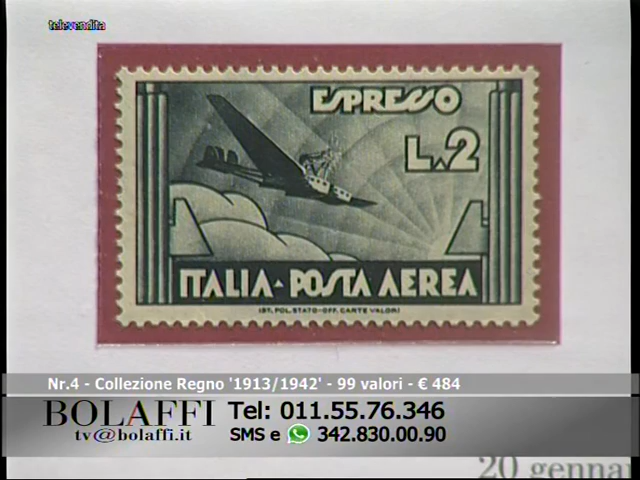 televendita
ESPRESSO
L.2
ITALIA-POSTA AEREA
IST. POL. STATO-OFF. CARTE VALORI
Nr.4 - Collezione Regno '1913/1942' - 99 valori - € 484
BOLAFFI
Tel: 011.55.76.346
tv@bolaffi.it
SMS e 342.830.00.90
20 gennai